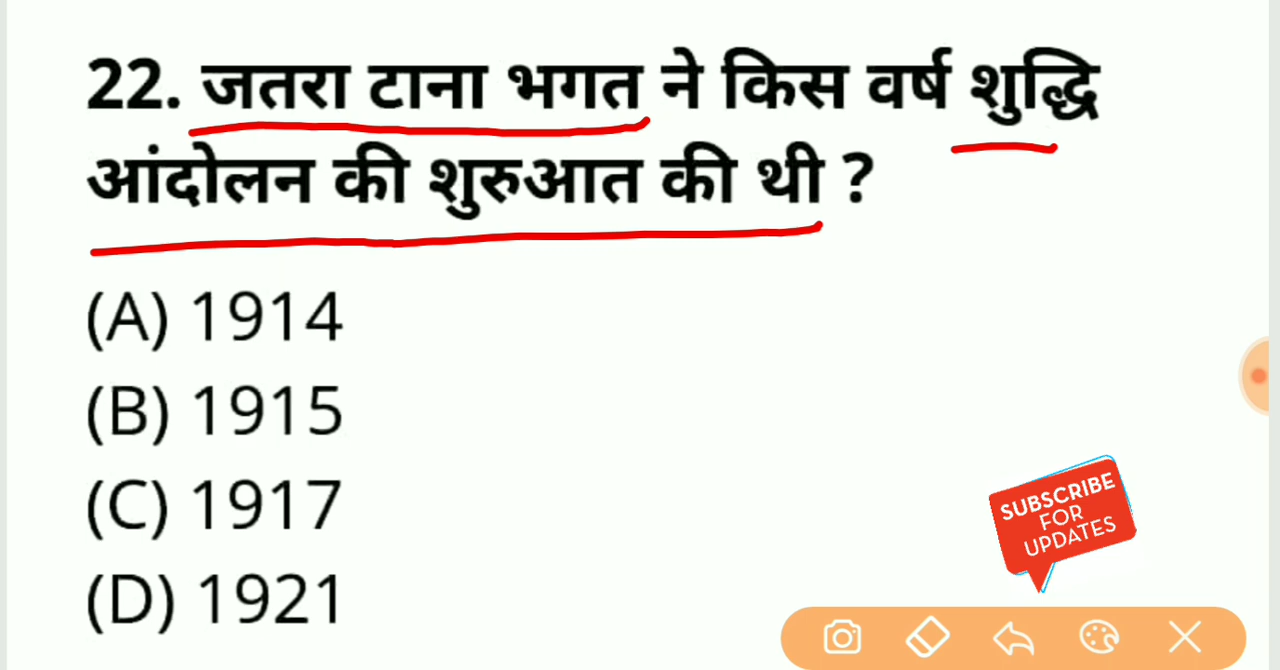 22. जतरा टाना भगत ने किस वर्ष शुद्धि
आंदोलन की शुरुआत की थी ?
(A) 1914
(B) 1915
(C) 1917
(D) 1921
SUBSCRIBE
FOR
UPDATES